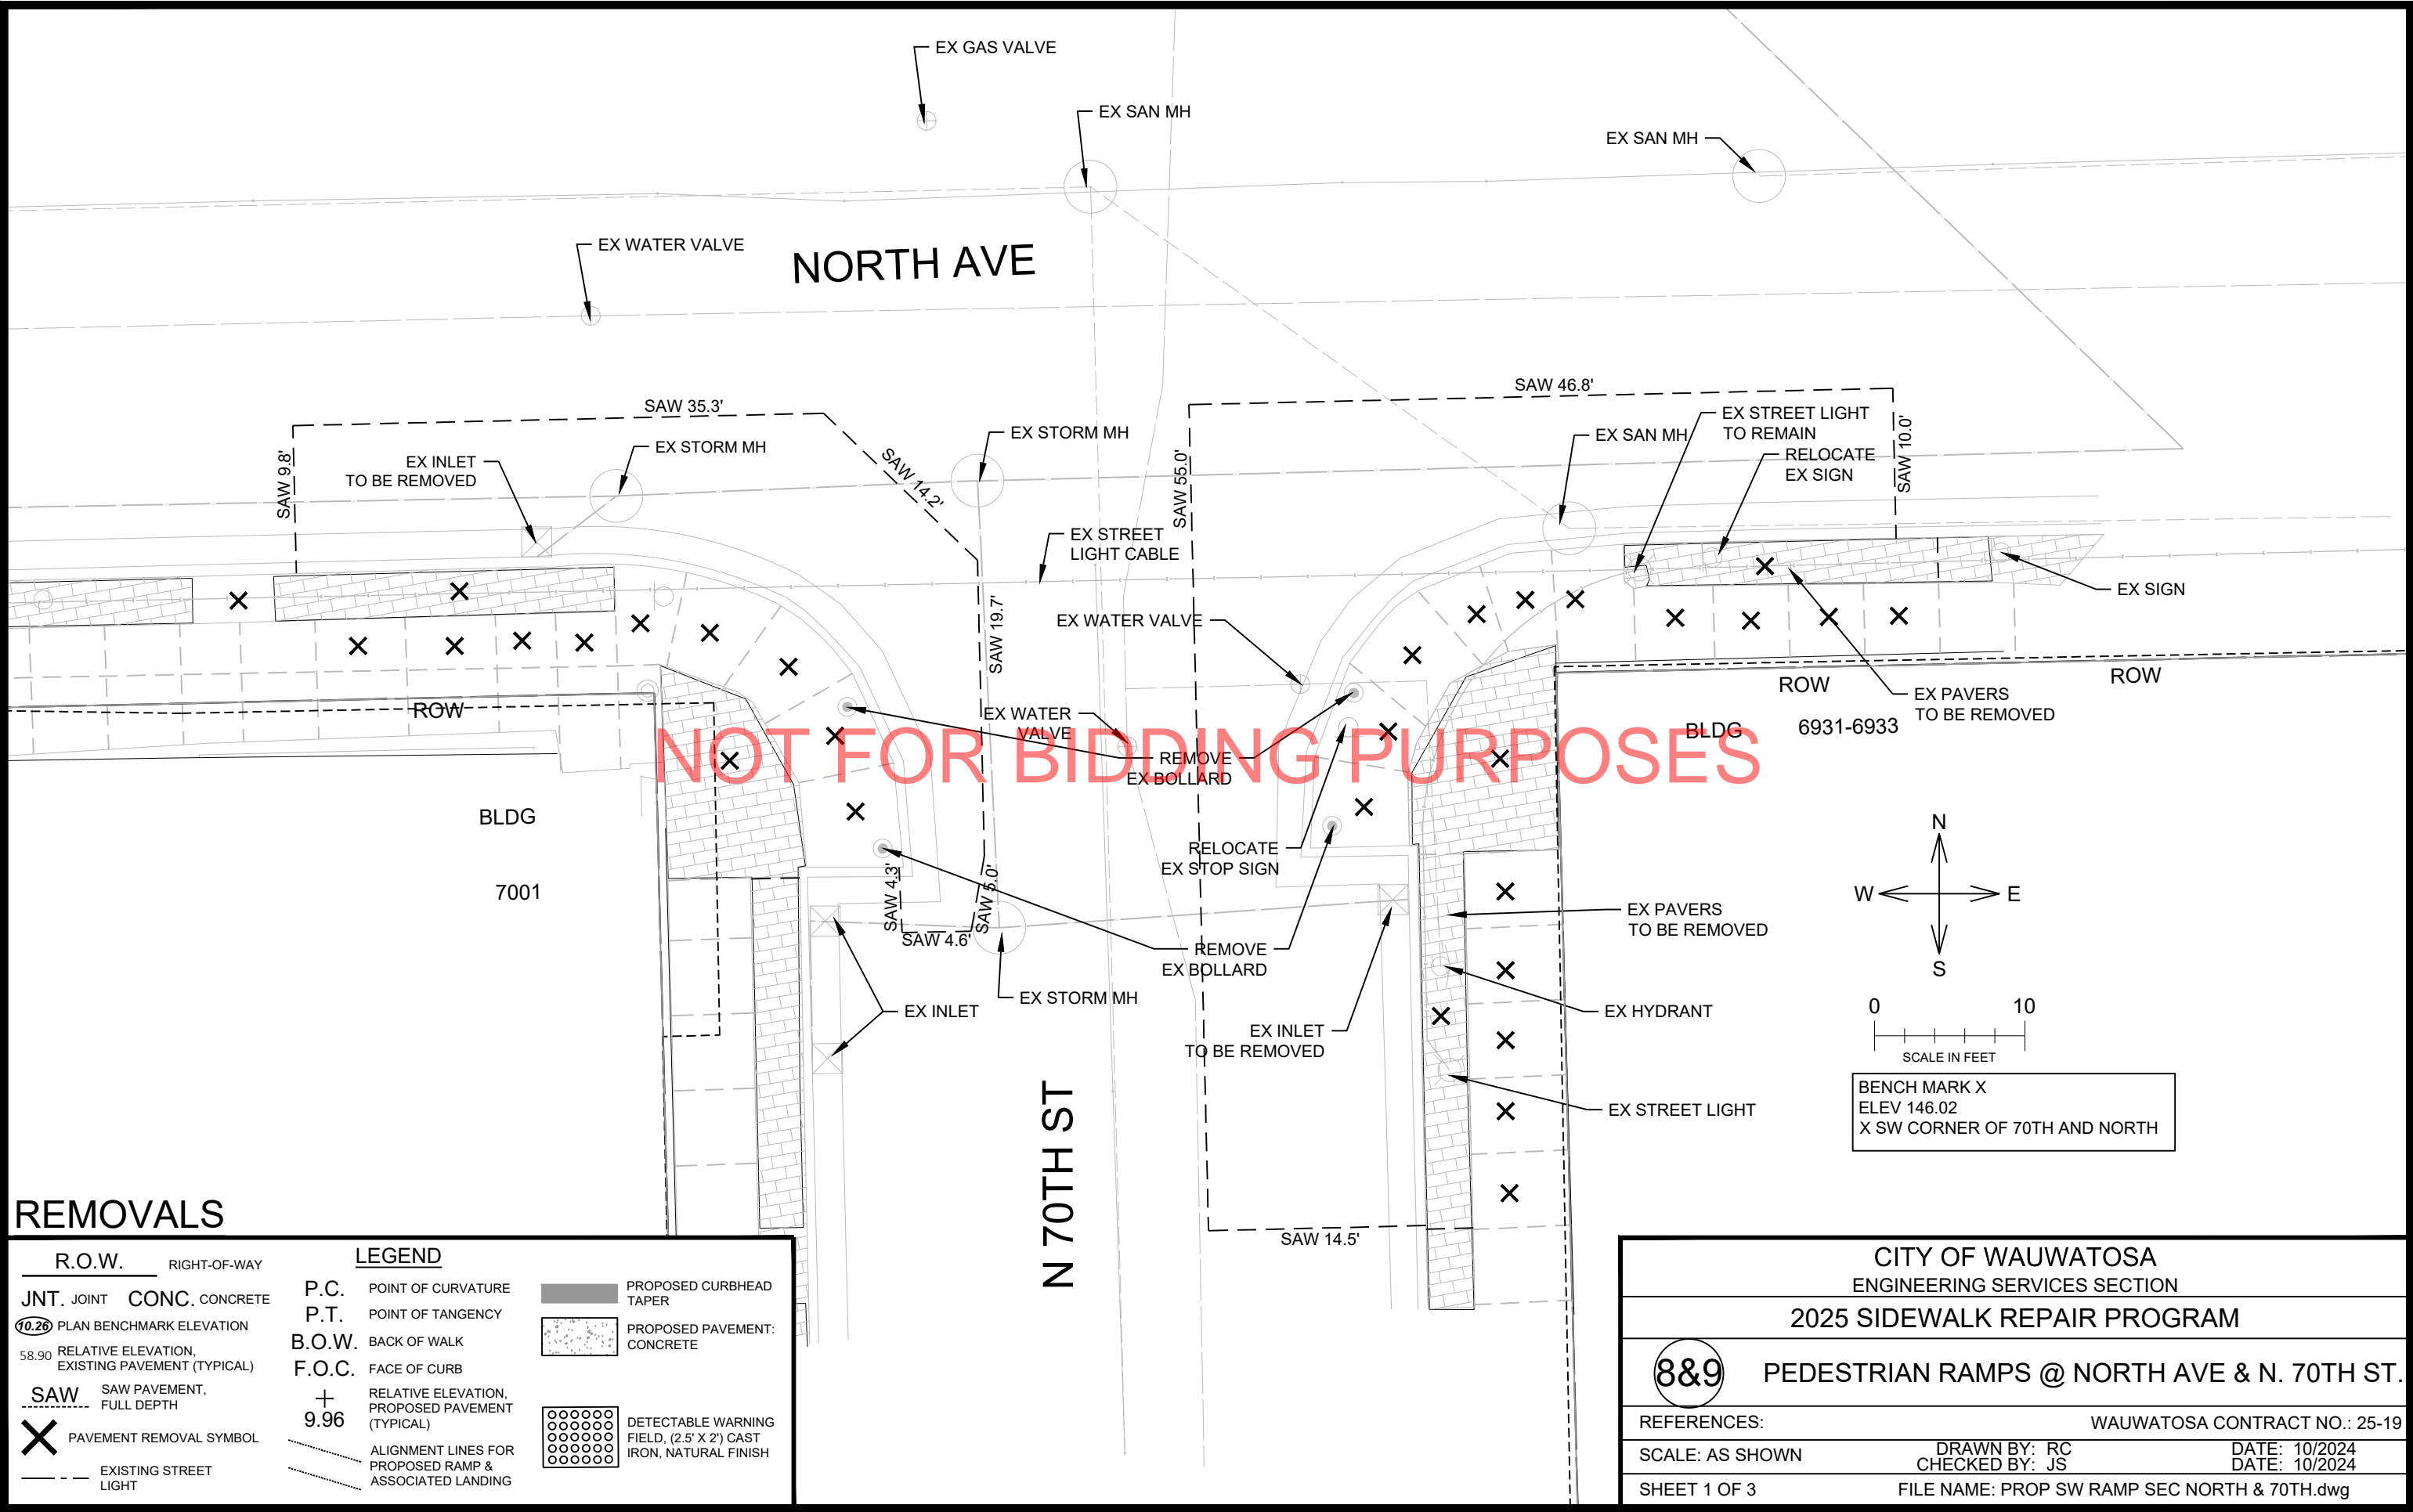 EX GAS VALVE
EX SAN MH
EX SAN MH
EX WATER VALVE
NORTH AVE
SAW 35.3'
SAW 46.8'
SAW 9.8'
EX INLET
TO BE REMOVED
EX STORM MH
SAW 14.2'
EX STORM MH
SAW 55.0'
EX SAN MH
EX STREET LIGHT
TO REMAIN
RELOCATE
EX SIGN
SAW 10.0'
EX STREET
LIGHT CABLE
EX SIGN
SAW 19.7'
EX WATER VALVE
ROW
EX WATER
VALVE
ROW
ROW
EX PAVERS
TO BE REMOVED
BLDG 6931-6933
NOT FOR BIDDING PURPOSES
REMOVE
EX BOLLARD
BLDG
7001
RELOCATE
EX STOP SIGN
SAW 4.3'
SAW 5.0'
SAW 4.6'
REMOVE
EX BOLLARD
EX PAVERS
TO BE REMOVED
EX STORM MH
EX INLET
EX INLET
TO BE REMOVED
EX HYDRANT
EX STREET LIGHT
N
W E
S
0 10
SCALE IN FEET
BENCH MARK X
ELEV 146.02
X SW CORNER OF 70TH AND NORTH
N 70TH ST
SAW 14.5'
REMOVALS
LEGEND
R.O.W. RIGHT-OF-WAY
JNT. JOINT CONC. CONCRETE
10.26 PLAN BENCHMARK ELEVATION
58.90 RELATIVE ELEVATION,
EXISTING PAVEMENT (TYPICAL)
SAW SAW PAVEMENT,
FULL DEPTH
PAVEMENT REMOVAL SYMBOL
EXISTING STREET
LIGHT
P.C. POINT OF CURVATURE
P.T. POINT OF TANGENCY
B.O.W. BACK OF WALK
F.O.C. FACE OF CURB
9.96 RELATIVE ELEVATION,
PROPOSED PAVEMENT
(TYPICAL)
ALIGNMENT LINES FOR
PROPOSED RAMP &
ASSOCIATED LANDING
PROPOSED CURBHEAD
TAPER
PROPOSED PAVEMENT:
CONCRETE
DETECTABLE WARNING
FIELD, (2.5' X 2') CAST
IRON, NATURAL FINISH
CITY OF WAUWATOSA
ENGINEERING SERVICES SECTION
2025 SIDEWALK REPAIR PROGRAM
8&9 PEDESTRIAN RAMPS @ NORTH AVE & N. 70TH ST.
REFERENCES: WAUWATOSA CONTRACT NO.: 25-19
SCALE: AS SHOWN DRAWN BY: RC DATE: 10/2024
CHECKED BY: JS DATE: 10/2024
SHEET 1 OF 3 FILE NAME: PROP SW RAMP SEC NORTH & 70TH.dwg